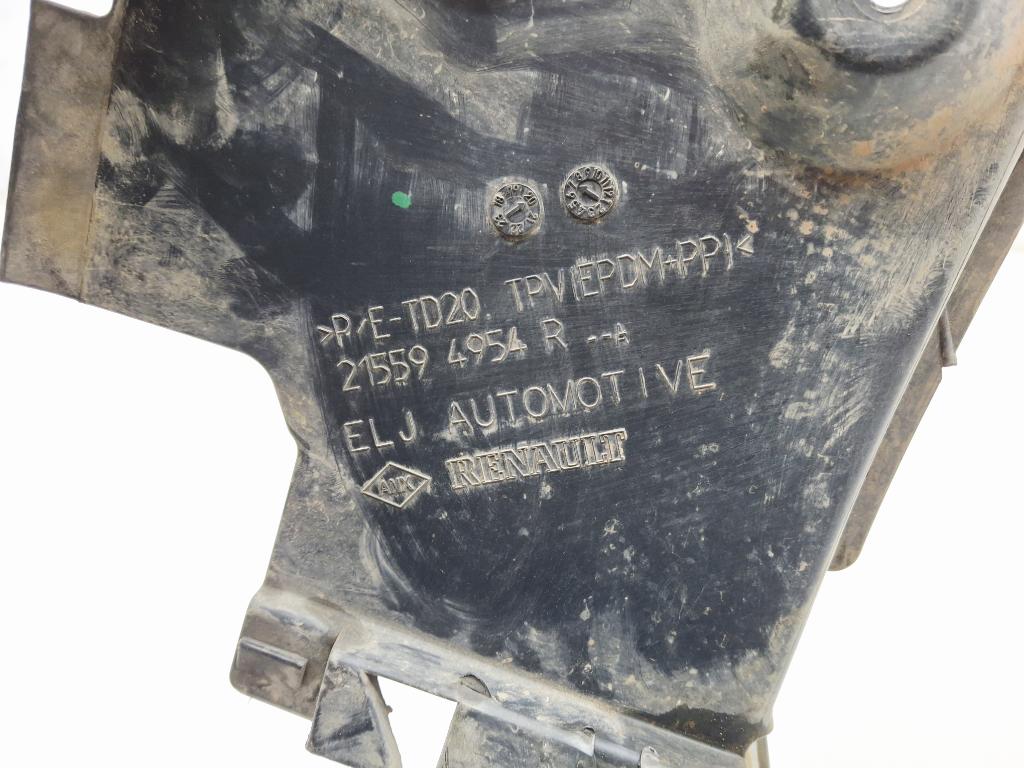 >P/E-TD20. TPV(EPDM+PP)<
21559 4954 R --A
ELJ AUTOMOTIVE
RENAULT